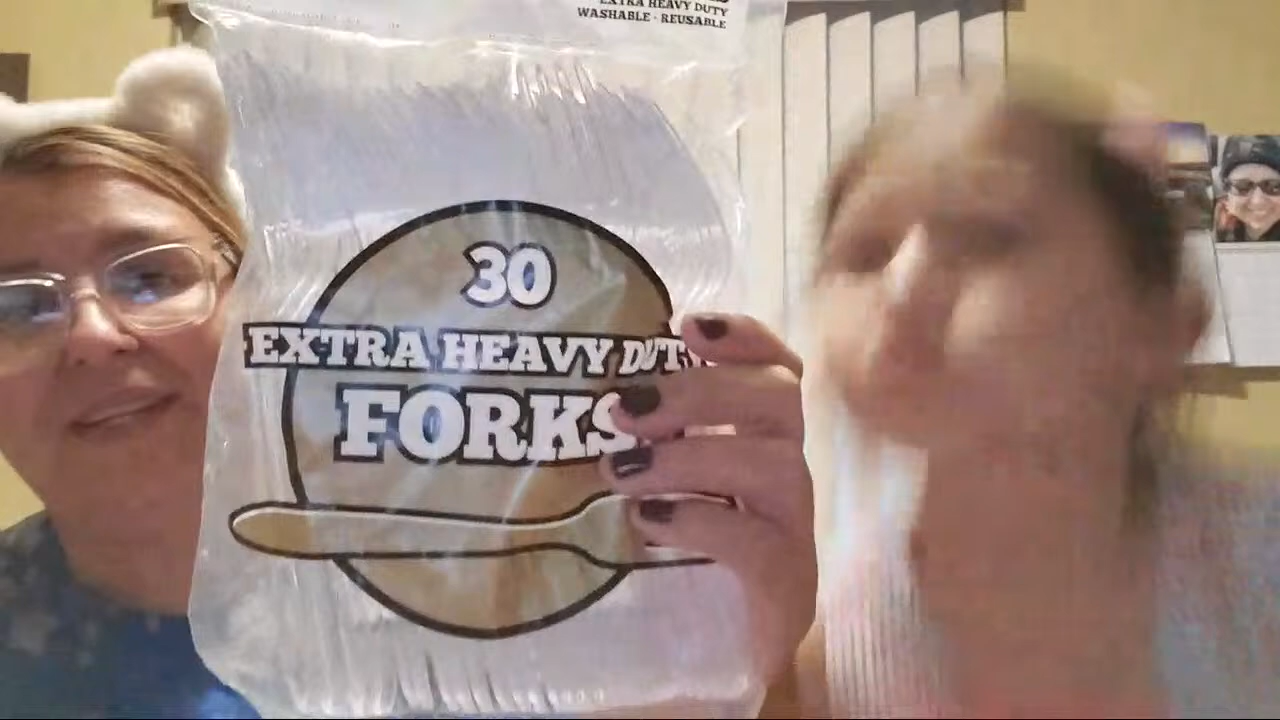 EXTRA HEAVY DUTY
WASHABLE · REUSABLE
30
EXTRA HEAVY DUTY
FORKS